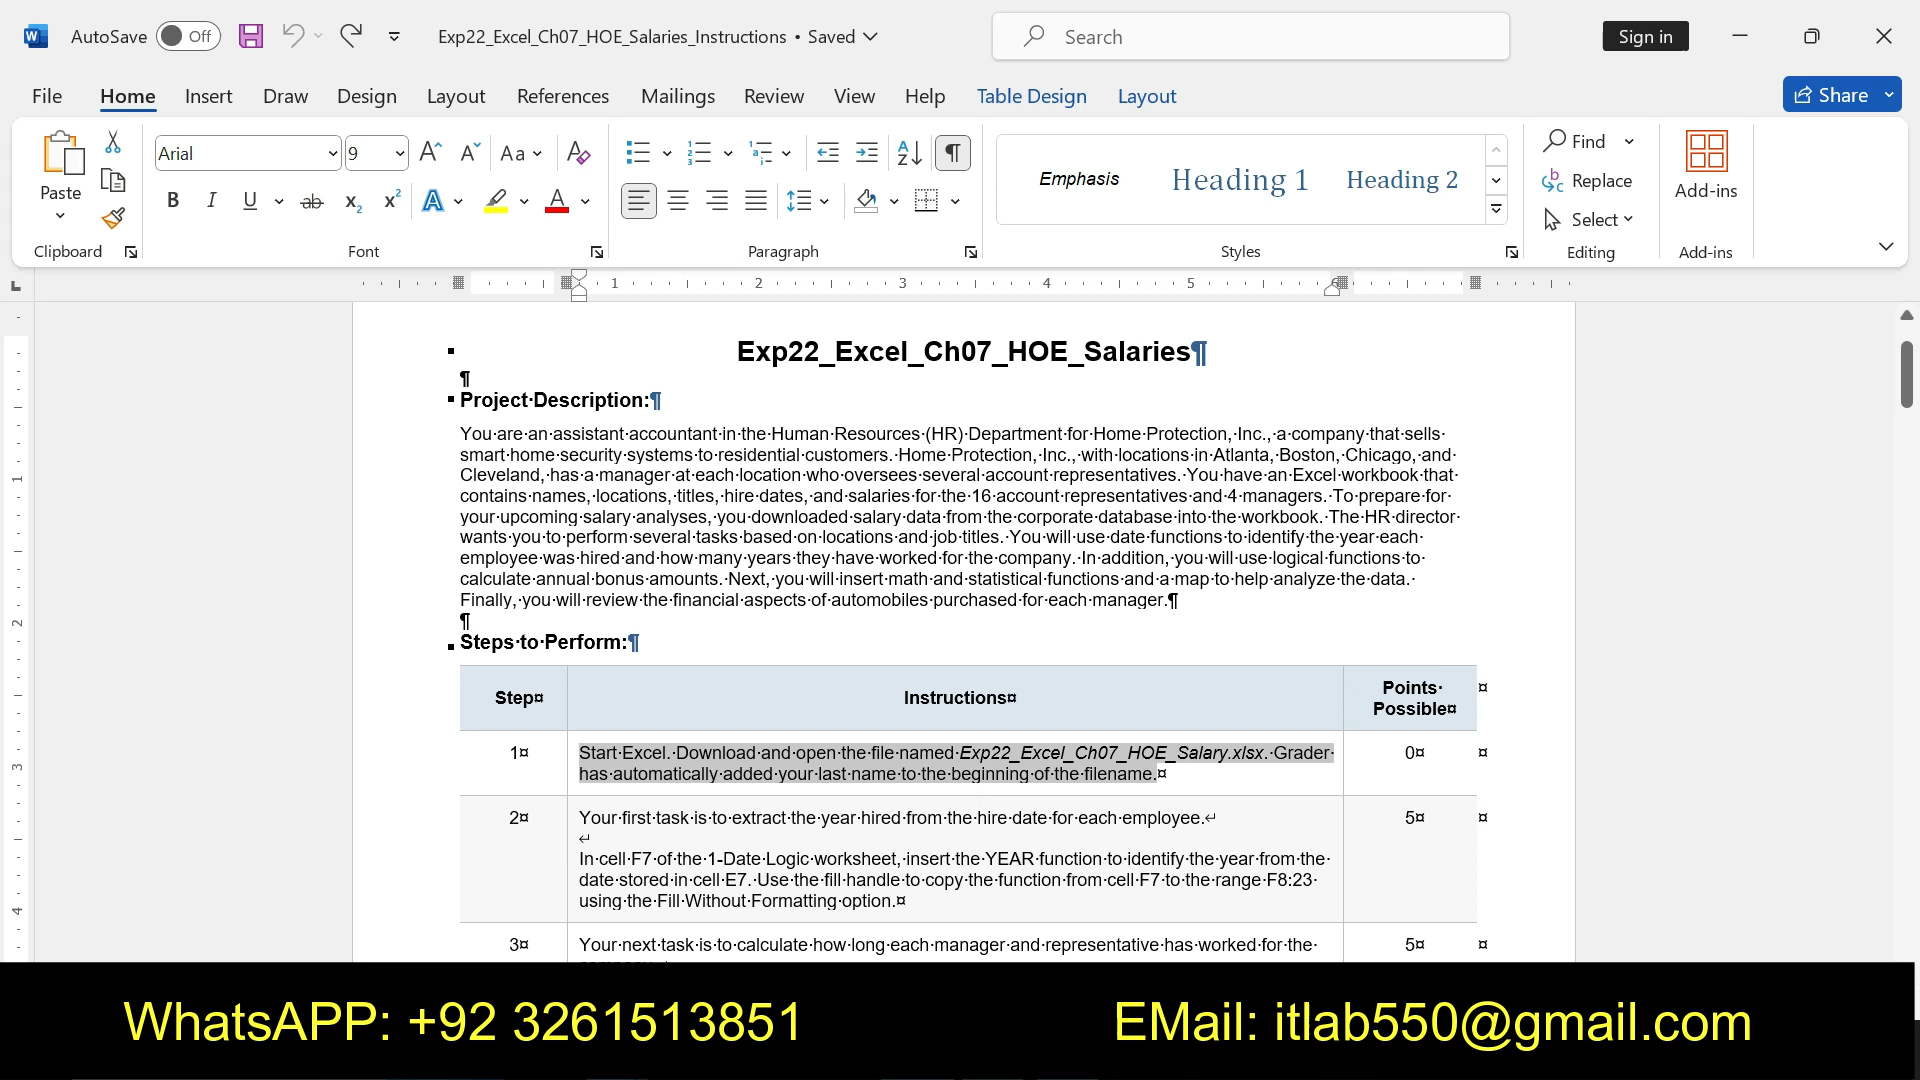 AutoSave Off Exp22_Excel_Ch07_HOE_Salaries_Instructions • Saved Search Sign in
File Home Insert Draw Design Layout References Mailings Review View Help Table Design Layout Share
Paste
Arial 9
Emphasis Heading 1 Heading 2
Find
Replace
Select
Add-ins
Clipboard Font Paragraph Styles Editing Add-ins
1 2 3 4 5
Exp22_Excel_Ch07_HOE_Salaries¶
¶
Project·Description:¶
You·are·an·assistant·accountant·in·the·Human·Resources·(HR)·Department·for·Home·Protection,·Inc.,·a·company·that·sells·
smart·home·security·systems·to·residential·customers.·Home·Protection,·Inc.,·with·locations·in·Atlanta,·Boston,·Chicago,·and·
Cleveland,·has·a·manager·at·each·location·who·oversees·several·account·representatives.·You·have·an·Excel·workbook·that·
contains·names,·locations,·titles,·hire·dates,·and·salaries·for·the·16·account·representatives·and·4·managers.·To·prepare·for·
your·upcoming·salary·analyses,·you·downloaded·salary·data·from·the·corporate·database·into·the·workbook.·The·HR·director·
wants·you·to·perform·several·tasks·based·on·locations·and·job·titles.·You·will·use·date·functions·to·identify·the·year·each·
employee·was·hired·and·how·many·years·they·have·worked·for·the·company.·In·addition,·you·will·use·logical·functions·to·
calculate·annual·bonus·amounts.·Next,·you·will·insert·math·and·statistical·functions·and·a·map·to·help·analyze·the·data.·
Finally,·you·will·review·the·financial·aspects·of·automobiles·purchased·for·each·manager.¶
¶
Steps·to·Perform:¶
Step¤ Instructions¤ Points·
Possible¤ ¤
1¤ Start·Excel.·Download·and·open·the·file·named·Exp22_Excel_Ch07_HOE_Salary.xlsx.·Grader· 0¤ ¤
has·automatically·added·your·last·name·to·the·beginning·of·the·filename.¤
2¤ Your·first·task·is·to·extract·the·year·hired·from·the·hire·date·for·each·employee.↵ 5¤ ¤
↵
In·cell·F7·of·the·1-Date·Logic·worksheet,·insert·the·YEAR·function·to·identify·the·year·from·the·
date·stored·in·cell·E7.·Use·the·fill·handle·to·copy·the·function·from·cell·F7·to·the·range·F8:23·
using·the·Fill·Without·Formatting·option.¤
3¤ Your·next·task·is·to·calculate·how·long·each·manager·and·representative·has·worked·for·the· 5¤ ¤
WhatsAPP: +92 3261513851 EMail: itlab550@gmail.com